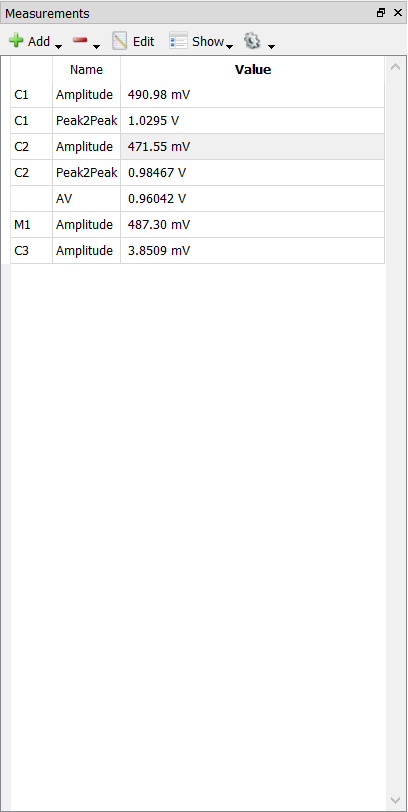 Measurements
Add Edit Show
Name Value
C1 Amplitude 490.98 mV
C1 Peak2Peak 1.0295 V
C2 Amplitude 471.55 mV
C2 Peak2Peak 0.98467 V
AV 0.96042 V
M1 Amplitude 487.30 mV
C3 Amplitude 3.8509 mV